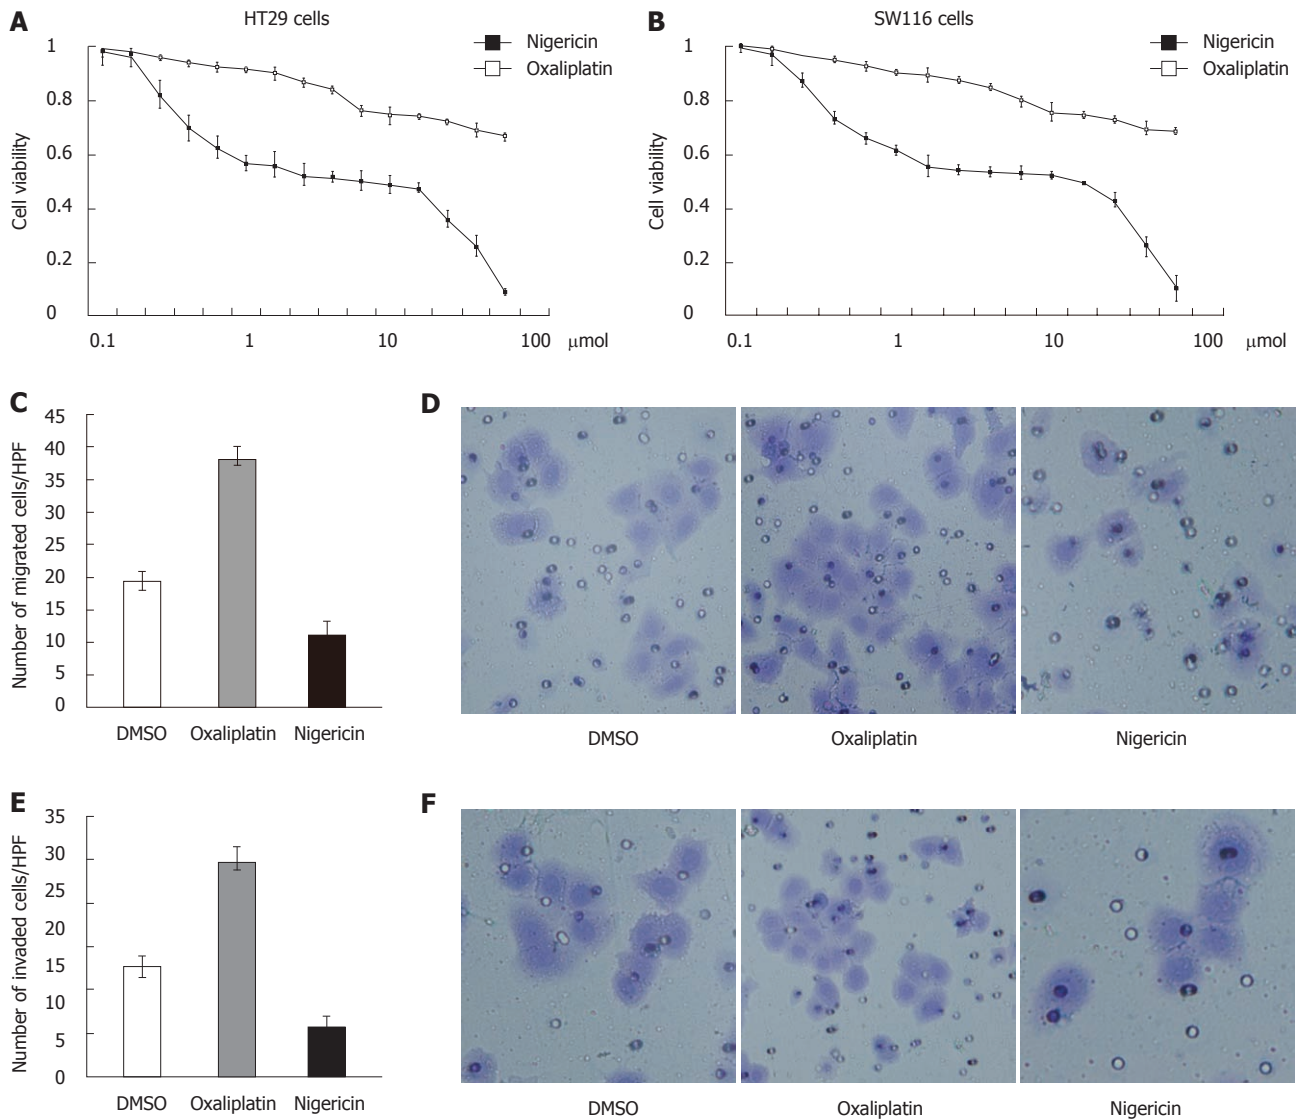 A
HT29 cells
Nigericin
Oxaliplatin
Cell viability
1
0.8
0.6
0.4
0.2
0
0.1
1
10
100
μmol
B
SW116 cells
Nigericin
Oxaliplatin
Cell viability
1
0.8
0.6
0.4
0.2
0
0.1
1
10
100
μmol
C
Number of migrated cells/HPF
45
40
35
30
25
20
15
10
5
0
DMSO
Oxaliplatin
Nigericin
D
DMSO
Oxaliplatin
Nigericin
E
Number of invaded cells/HPF
35
30
25
20
15
10
5
0
DMSO
Oxaliplatin
Nigericin
F
DMSO
Oxaliplatin
Nigericin